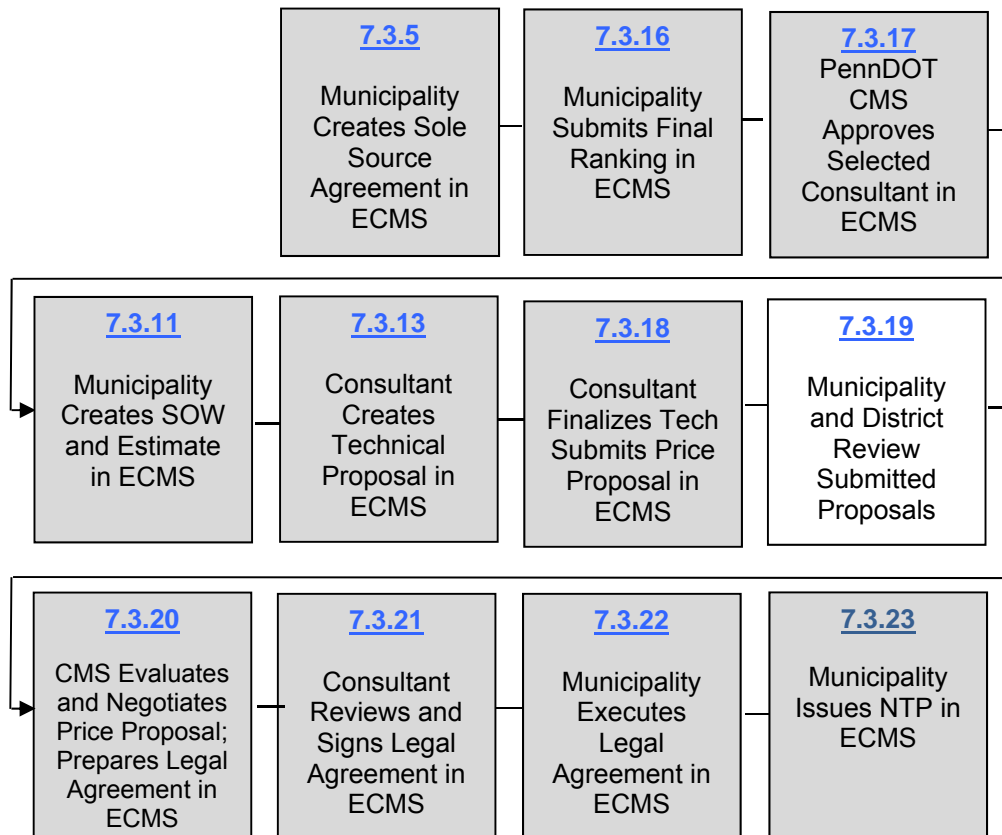 7.3.5
Municipality
Creates Sole
Source
Agreement in
ECMS
7.3.16
Municipality
Submits Final
Ranking in
ECMS
7.3.17
PennDOT
CMS
Approves
Selected
Consultant in
ECMS
7.3.11
Municipality
Creates SOW
and Estimate
in ECMS
7.3.13
Consultant
Creates
Technical
Proposal in
ECMS
7.3.18
Consultant
Finalizes Tech
Submits Price
Proposal in
ECMS
7.3.19
Municipality
and District
Review
Submitted
Proposals
7.3.20
CMS Evaluates
and Negotiates
Price Proposal;
Prepares Legal
Agreement in
ECMS
7.3.21
Consultant
Reviews and
Signs Legal
Agreement in
ECMS
7.3.22
Municipality
Executes
Legal
Agreement in
ECMS
7.3.23
Municipality
Issues NTP in
ECMS